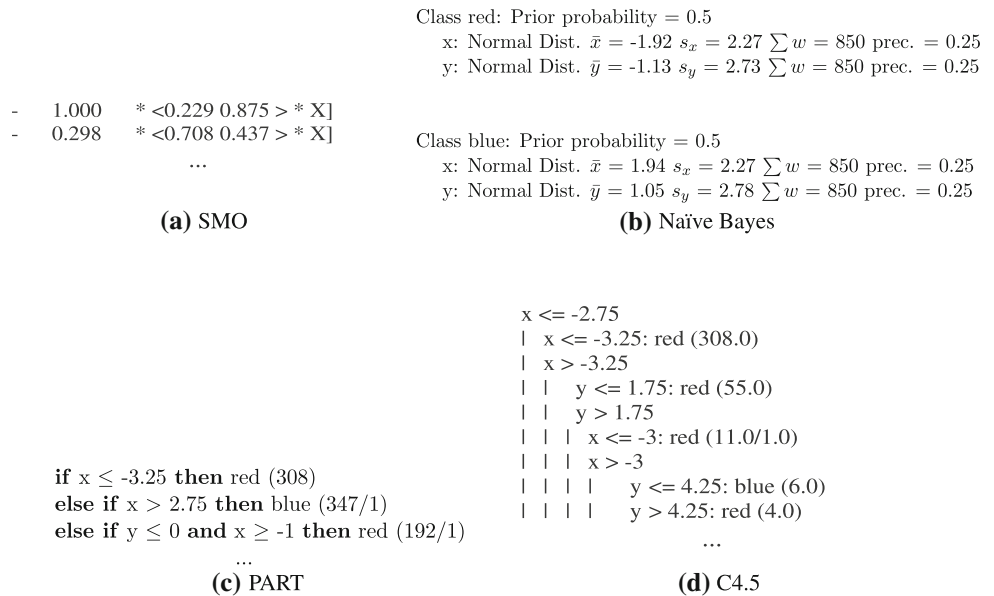 - 1.000 * <0.229 0.875 > * X]
- 0.298 * <0.708 0.437 > * X]
...
(a) SMO
Class red: Prior probability = 0.5
x: Normal Dist. x̄ = -1.92 sₓ = 2.27 ∑ w = 850 prec. = 0.25
y: Normal Dist. ȳ = -1.13 s_y = 2.73 ∑ w = 850 prec. = 0.25
Class blue: Prior probability = 0.5
x: Normal Dist. x̄ = 1.94 sₓ = 2.27 ∑ w = 850 prec. = 0.25
y: Normal Dist. ȳ = 1.05 s_y = 2.78 ∑ w = 850 prec. = 0.25
(b) Naïve Bayes
if x ≤ -3.25 then red (308)
else if x > 2.75 then blue (347/1)
else if y ≤ 0 and x ≥ -1 then red (192/1)
...
(c) PART
x <= -2.75
| x <= -3.25: red (308.0)
| x > -3.25
| | y <= 1.75: red (55.0)
| | y > 1.75
| | | x <= -3: red (11.0/1.0)
| | | x > -3
| | | | y <= 4.25: blue (6.0)
| | | | y > 4.25: red (4.0)
...
(d) C4.5